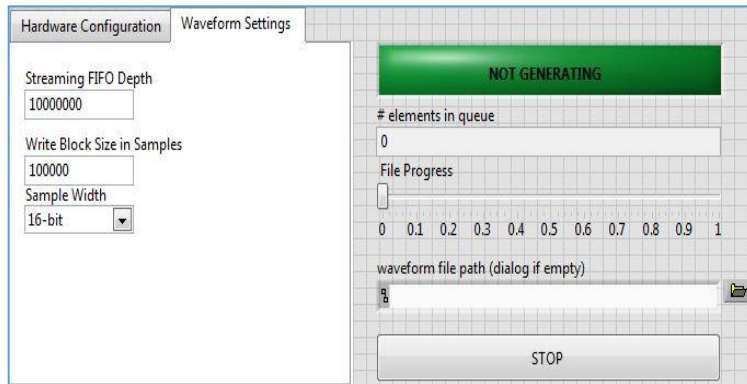 Hardware Configuration
Waveform Settings
Streaming FIFO Depth
10000000
Write Block Size in Samples
100000
Sample Width
16-bit
NOT GENERATING
# elements in queue
0
File Progress
0 0.1 0.2 0.3 0.4 0.5 0.6 0.7 0.8 0.9 1
waveform file path (dialog if empty)
STOP